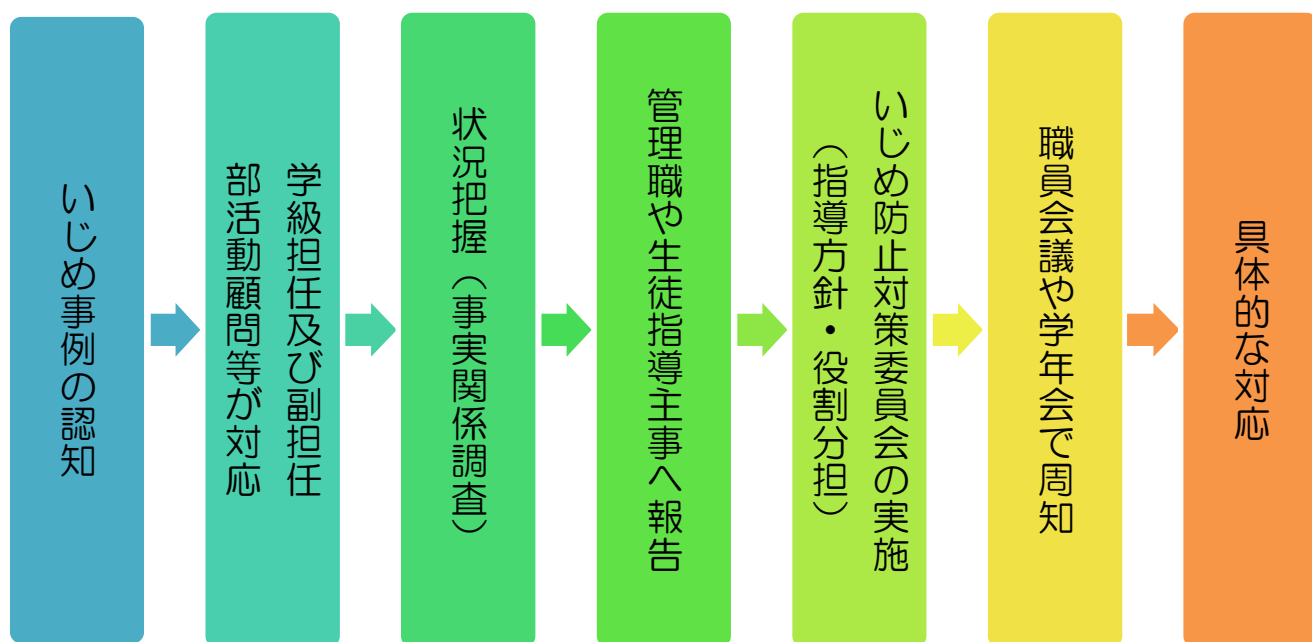 いじめ事例の認知
学級担任及び副担任
部活動顧問等が対応
状況把握（事実関係調査）
管理職や生徒指導主事へ報告
いじめ防止対策委員会の実施
（指導方針・役割分担）
職員会議や学年会で周知
具体的な対応